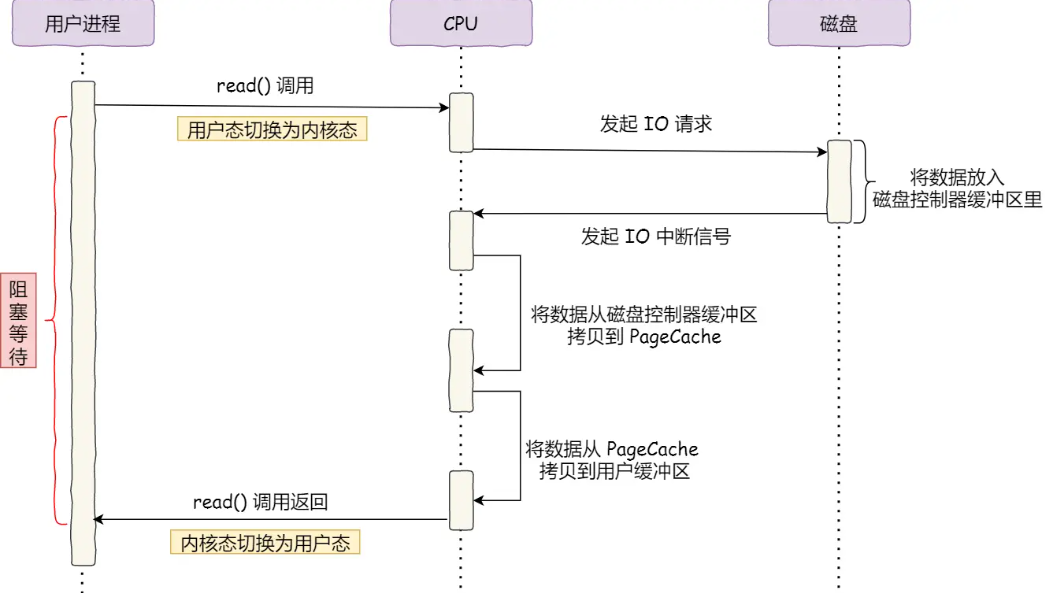 用户进程
CPU
磁盘
read() 调用
用户态切换为内核态
发起 IO 请求
将数据放入
磁盘控制器缓冲区里
发起 IO 中断信号
阻
塞
等
待
将数据从磁盘控制器缓冲区
拷贝到 PageCache
将数据从 PageCache
拷贝到用户缓冲区
read() 调用返回
内核态切换为用户态